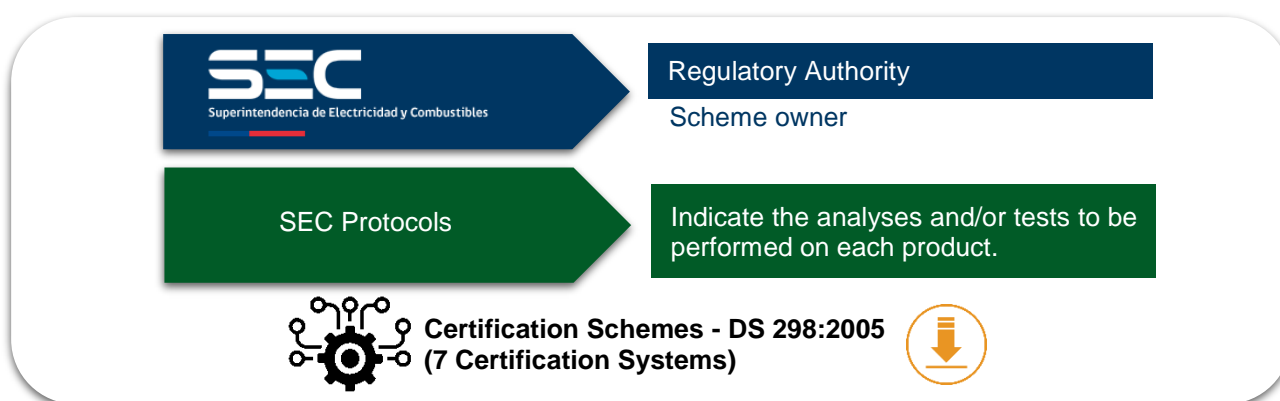 SEC
Superintendencia de Electricidad y Combustibles
Regulatory Authority
Scheme owner
SEC Protocols
Indicate the analyses and/or tests to be
performed on each product.
Certification Schemes - DS 298:2005
(7 Certification Systems)